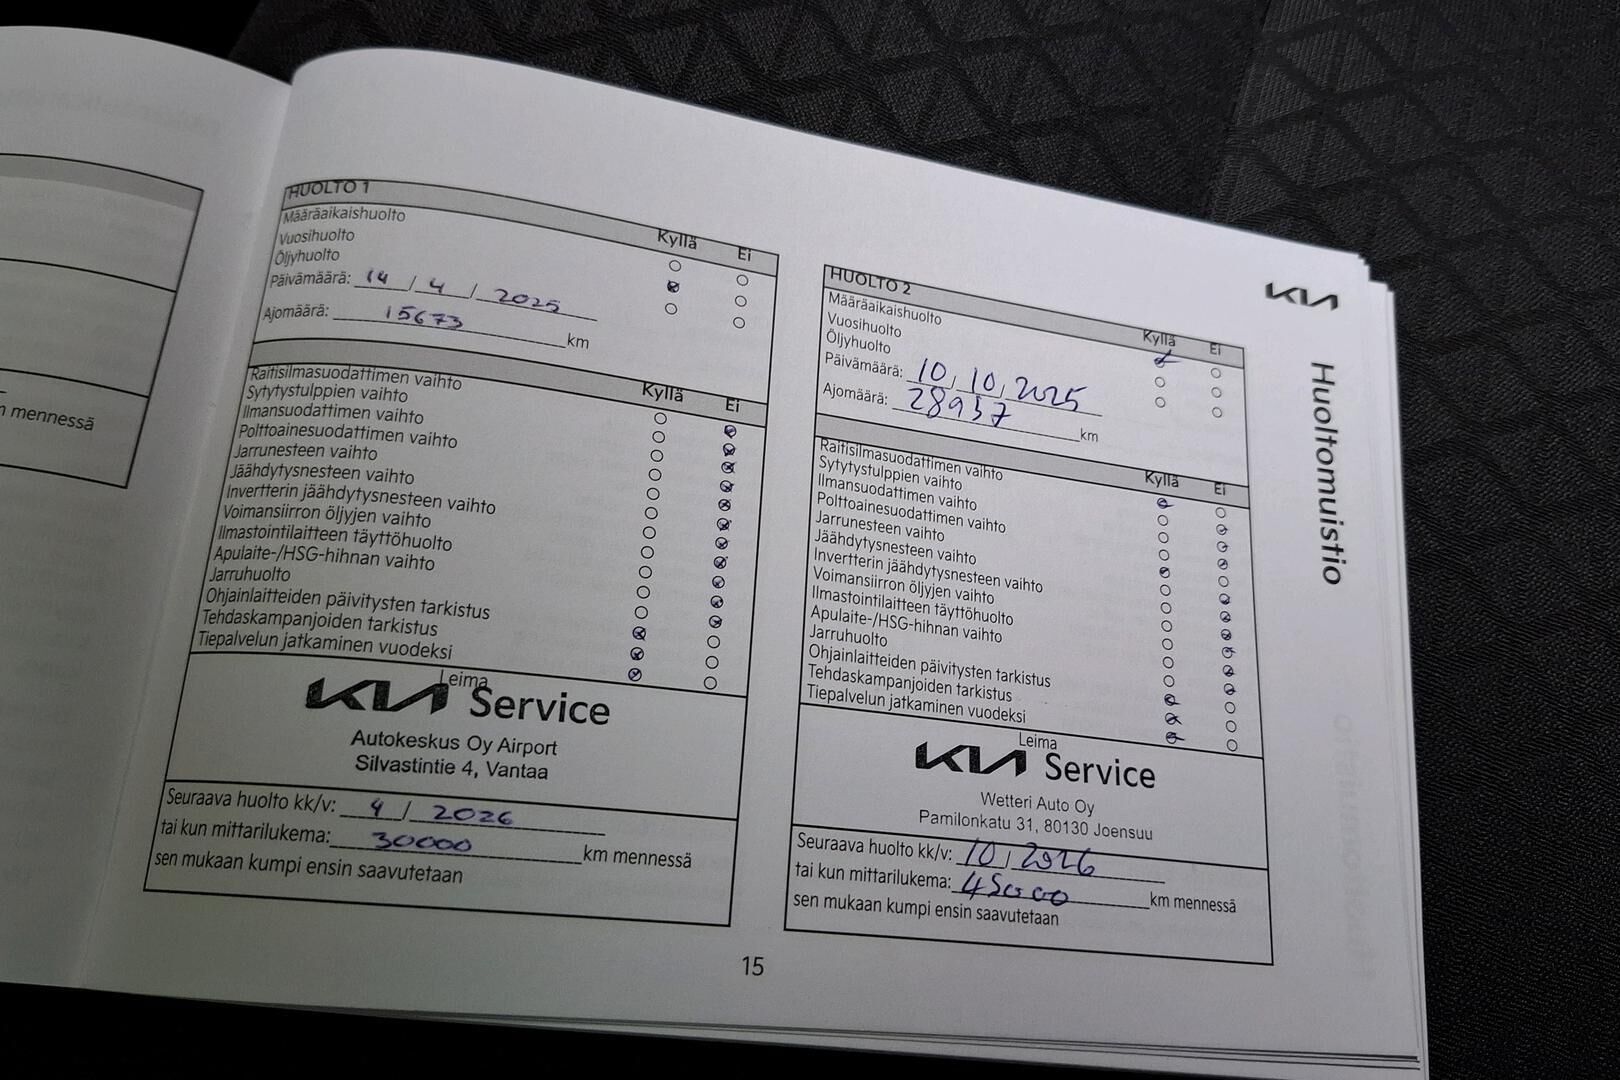 n mennessä
HUOLTO 1
Määräaikaishuolto
Kyllä Ei
Vuosihuolto
Öljyhuolto
Päivämäärä: 14 / 4 / 2025
Ajomäärä: 15673 km
Kyllä Ei
Raitisilmasuodattimen vaihto
Sytytystulppien vaihto
Ilmansuodattimen vaihto
Polttoainesuodattimen vaihto
Jarrunesteen vaihto
Jäähdytysnesteen vaihto
Invertterin jäähdytysnesteen vaihto
Voimansiirron öljyjen vaihto
Ilmastointilaitteen täyttöhuolto
Apulaite-/HSG-hihnan vaihto
Jarruhuolto
Ohjainlaitteiden päivitysten tarkistus
Tehdaskampanjoiden tarkistus
Tiepalvelun jatkaminen vuodeksi
Leima
KIA Service
Autokeskus Oy Airport
Silvastintie 4, Vantaa
Seuraava huolto kk/v: 4 / 2026
tai kun mittarilukema: 30000 km mennessä
sen mukaan kumpi ensin saavutetaan
HUOLTO 2
Määräaikaishuolto
Kyllä Ei
Vuosihuolto
Öljyhuolto
Päivämäärä: 10 / 10 / 2025
Ajomäärä: 28937 km
Kyllä Ei
Raitisilmasuodattimen vaihto
Sytytystulppien vaihto
Ilmansuodattimen vaihto
Polttoainesuodattimen vaihto
Jarrunesteen vaihto
Jäähdytysnesteen vaihto
Invertterin jäähdytysnesteen vaihto
Voimansiirron öljyjen vaihto
Ilmastointilaitteen täyttöhuolto
Apulaite-/HSG-hihnan vaihto
Jarruhuolto
Ohjainlaitteiden päivitysten tarkistus
Tehdaskampanjoiden tarkistus
Tiepalvelun jatkaminen vuodeksi
Leima
KIA Service
Wetteri Auto Oy
Pamilonkatu 31, 80130 Joensuu
Seuraava huolto kk/v: 10 / 2026
tai kun mittarilukema: 45000 km mennessä
sen mukaan kumpi ensin saavutetaan
KIA
Huoltomuistio
15